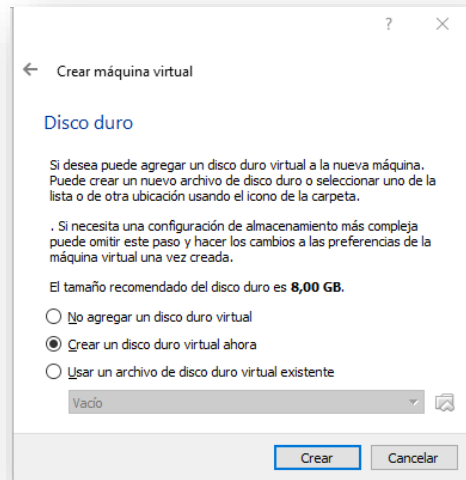 ?
Crear máquina virtual
Disco duro
Si desea puede agregar un disco duro virtual a la nueva máquina.
Puede crear un nuevo archivo de disco duro o seleccionar uno de la
lista o de otra ubicación usando el icono de la carpeta.
. Si necesita una configuración de almacenamiento más compleja
puede omitir este paso y hacer los cambios a las preferencias de la
máquina virtual una vez creada.
El tamaño recomendado del disco duro es 8,00 GB.
No agregar un disco duro virtual
Crear un disco duro virtual ahora
Usar un archivo de disco duro virtual existente
Vacío
Crear Cancelar